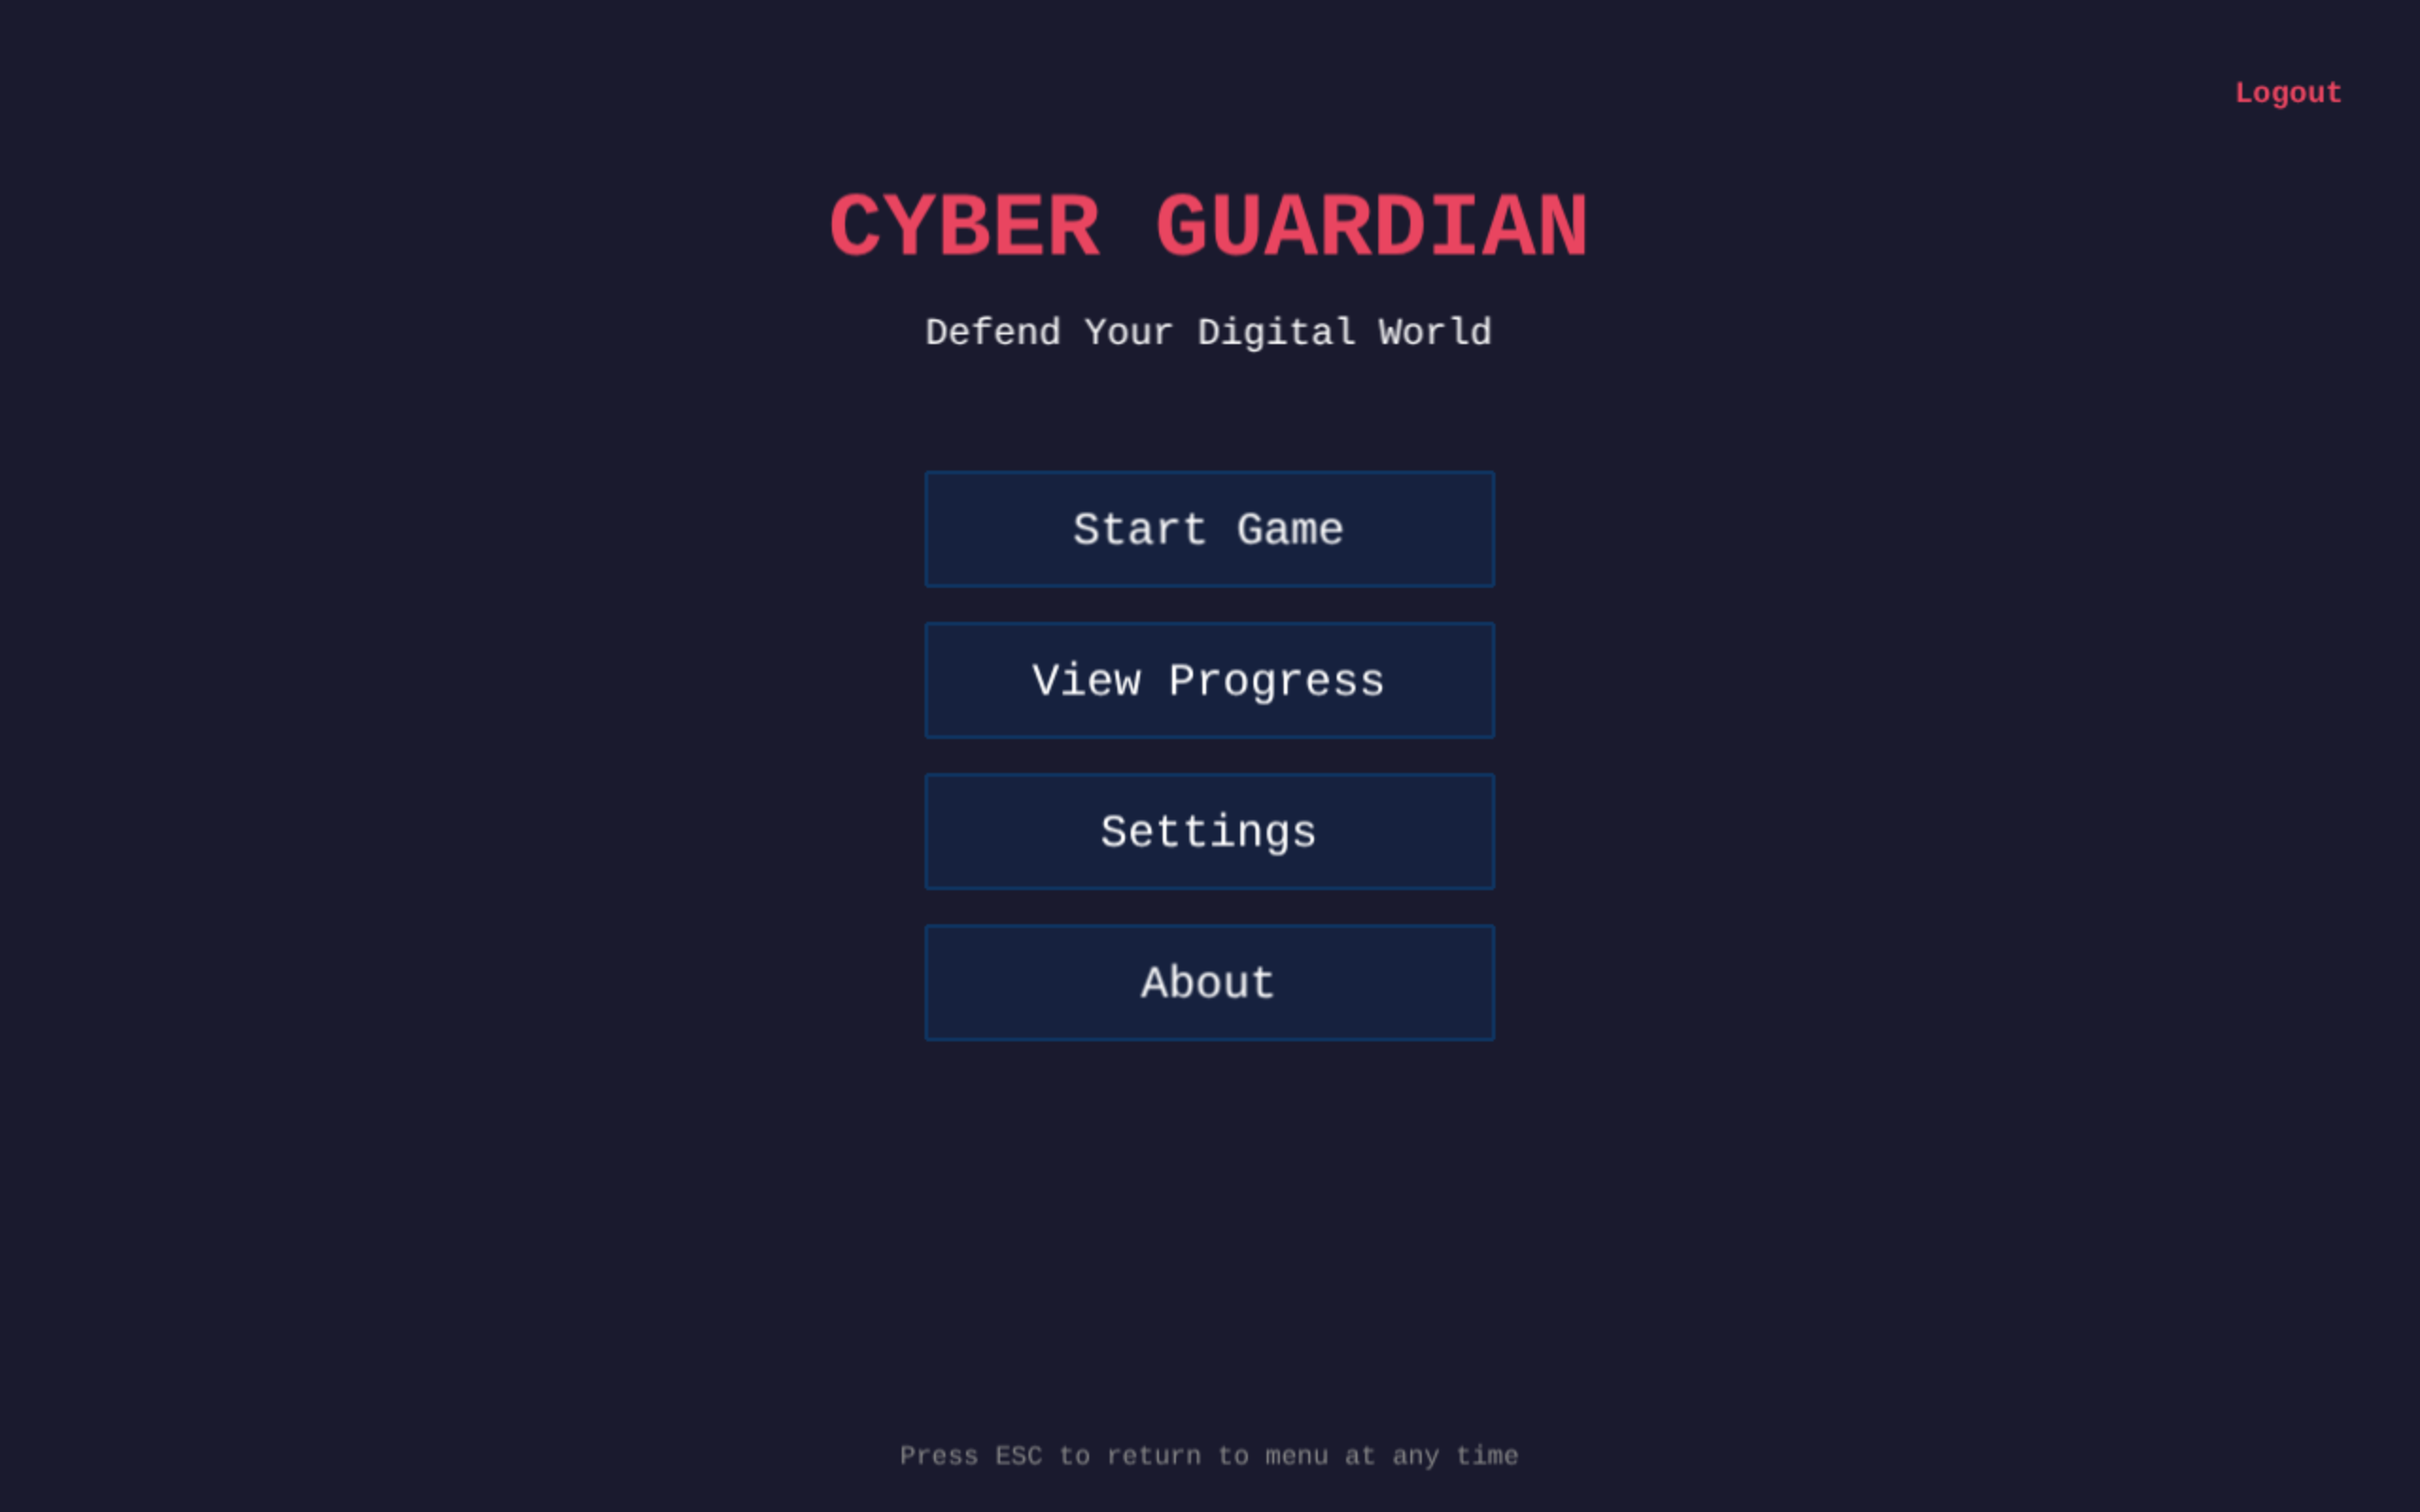 Logout
CYBER GUARDIAN
Defend Your Digital World
Start Game
View Progress
Settings
About
Press ESC to return to menu at any time